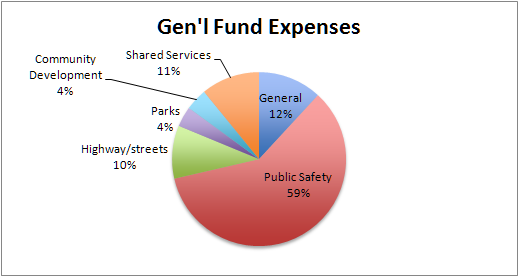 Gen'l Fund Expenses
Shared Services
11%
Community
Development
4%
General
12%
Parks
4%
Highway/streets
10%
Public Safety
59%